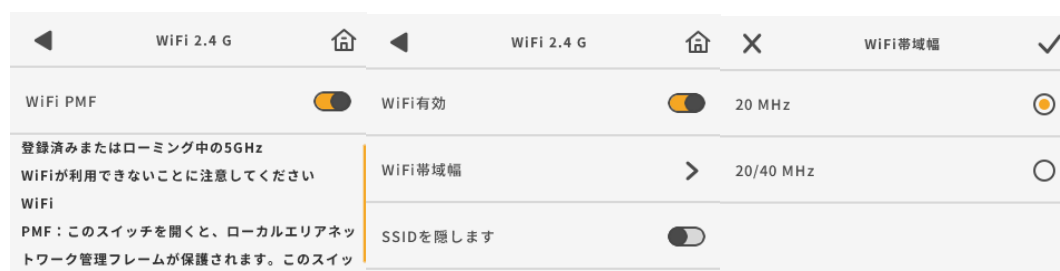 WiFi 2.4 G
WiFi PMF
登録済みまたはローミング中の5GHz
WiFiが利用できないことに注意してください
WiFi
PMF：このスイッチを開くと、ローカルエリアネッ
トワーク管理フレームが保護されます。このスイッ
WiFi 2.4 G
WiFi有効
WiFi帯域幅
SSIDを隠します
WiFi帯域幅
20 MHz
20/40 MHz